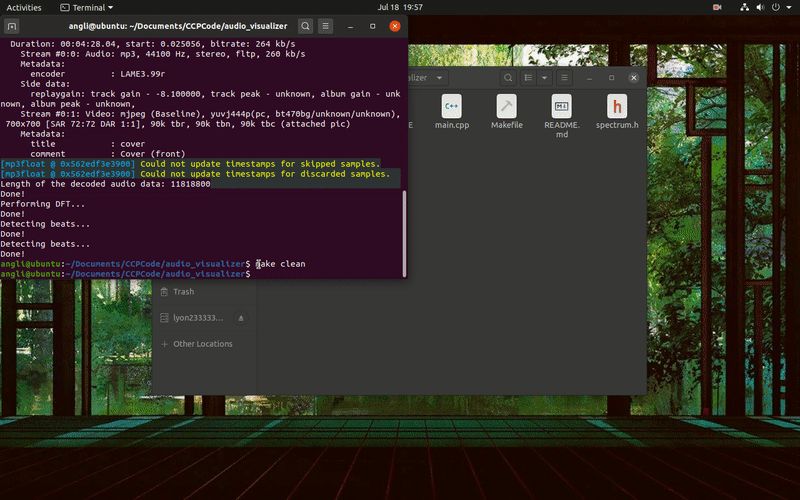 Activities
Terminal
Jul 18 19:57
angli@ubuntu: ~/Documents/CCPCode/audio_visualizer
Duration: 00:04:28.04, start: 0.025056, bitrate: 264 kb/s
Stream #0:0: Audio: mp3, 44100 Hz, stereo, fltp, 260 kb/s
Metadata:
encoder : LAME3.99r
Side data:
replaygain: track gain - -8.100000, track peak - unknown, album gain - unk
nown, album peak - unknown,
Stream #0:1: Video: mjpeg (Baseline), yuvj444p(pc, bt470bg/unknown/unknown),
700x700 [SAR 72:72 DAR 1:1], 90k tbr, 90k tbn, 90k tbc (attached pic)
Metadata:
title : cover
comment : Cover (front)
[mp3float @ 0x562edf3e3900] Could not update timestamps for skipped samples.
[mp3float @ 0x562edf3e3900] Could not update timestamps for discarded samples.
Length of the decoded audio data: 11818800
Done!
Performing DFT...
Done!
Detecting beats...
Done!
Detecting beats...
Done!
angli@ubuntu:~/Documents/CCPCode/audio_visualizer$ make clean
angli@ubuntu:~/Documents/CCPCode/audio_visualizer$
alizer
C++
h
E
main.cpp
Makefile
README.
md
spectrum.h
Trash
lyon233333...
Other Locations